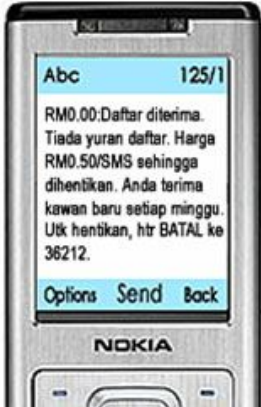 Abc 125/1
RM0.00:Daftar diterima.
Tiada yuran daftar. Harga
RM0.50/SMS sehingga
dihentikan. Anda terima
kawan baru setiap minggu.
Utk hentikan, htr BATAL ke
36212.
Options Send Back
NOKIA